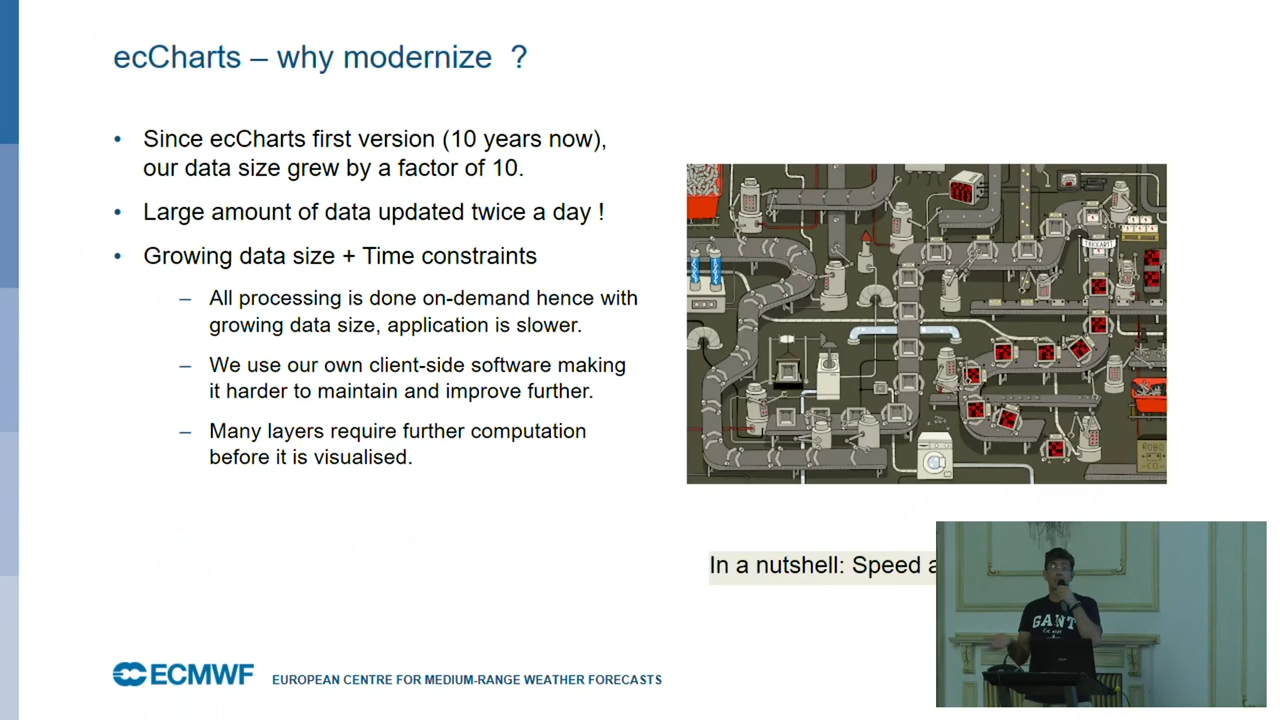 ecCharts – why modernize ?
• Since ecCharts first version (10 years now),
our data size grew by a factor of 10.
• Large amount of data updated twice a day !
• Growing data size + Time constraints
– All processing is done on-demand hence with
growing data size, application is slower.
– We use our own client-side software making
it harder to maintain and improve further.
– Many layers require further computation
before it is visualised.
ROBO
CO
In a nutshell: Speed a
GANT
ECMWF
EUROPEAN CENTRE FOR MEDIUM-RANGE WEATHER FORECASTS